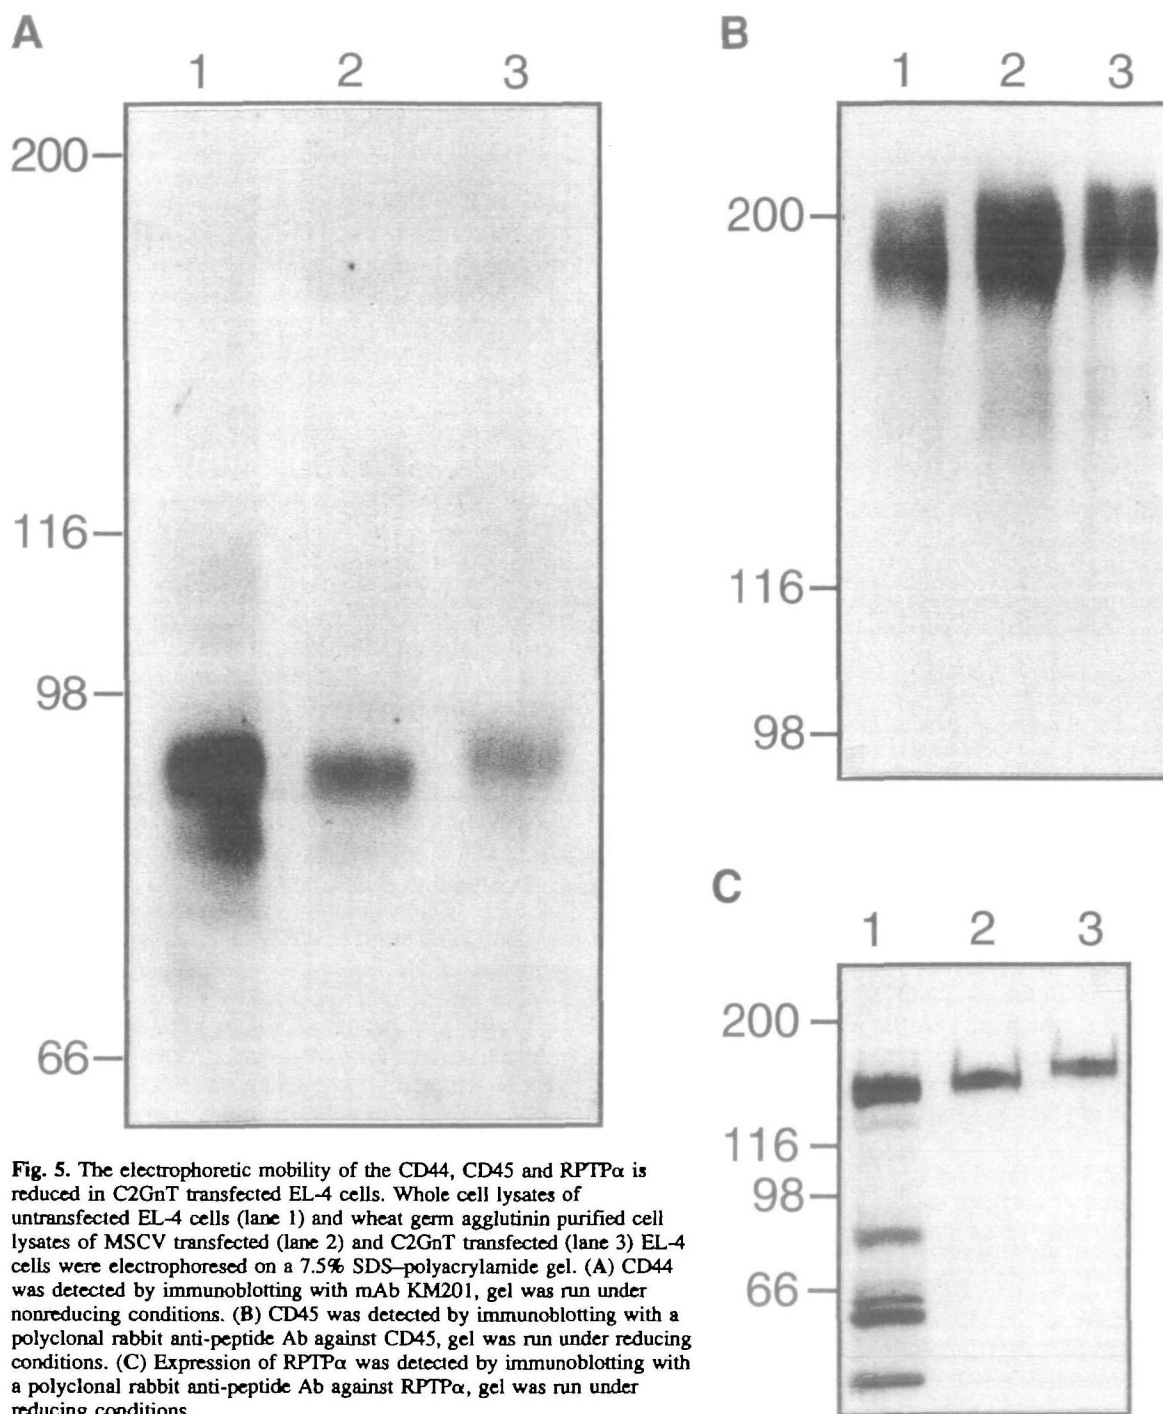 A
1 2 3
200
116
98
66
B
1 2 3
200
116
98
C
1 2 3
200
116
98
66
Fig. 5. The electrophoretic mobility of the CD44, CD45 and RPTPα is
reduced in C2GnT transfected EL-4 cells. Whole cell lysates of
untransfected EL-4 cells (lane 1) and wheat germ agglutinin purified cell
lysates of MSCV transfected (lane 2) and C2GnT transfected (lane 3) EL-4
cells were electrophoresed on a 7.5% SDS–polyacrylamide gel. (A) CD44
was detected by immunoblotting with mAb KM201, gel was run under
nonreducing conditions. (B) CD45 was detected by immunoblotting with a
polyclonal rabbit anti-peptide Ab against CD45, gel was run under reducing
conditions. (C) Expression of RPTPα was detected by immunoblotting with
a polyclonal rabbit anti-peptide Ab against RPTPα, gel was run under
reducing conditions